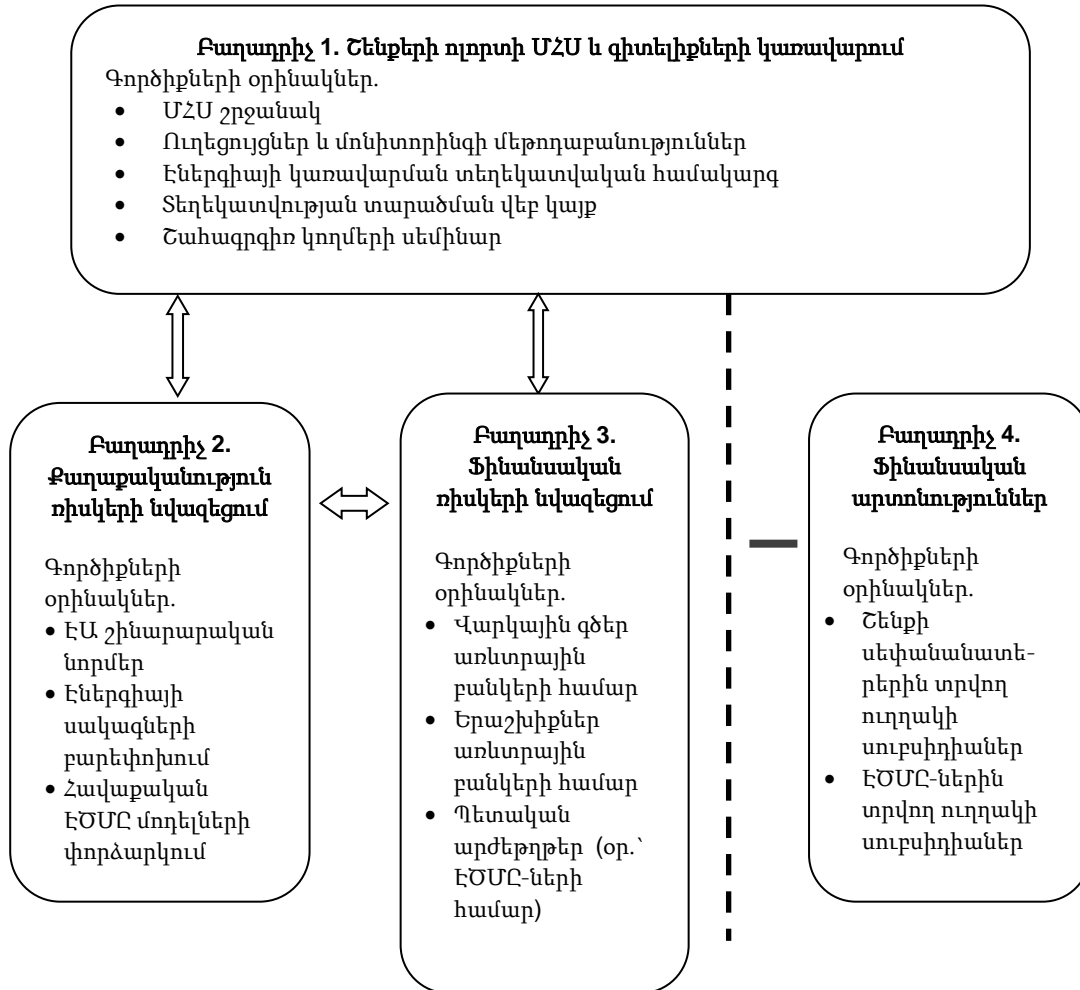 Բաղադրիչ 1. Շենքերի ոլորտի ՄՀՍ և գիտելիքների կառավարում
Գործիքների օրինակներ.
• ՄՀՍ շրջանակ
• Ուղեցույցներ և մոնիտորինգի մեթոդաբանություններ
• Էներգիայի կառավարման տեղեկատվական համակարգ
• Տեղեկատվության տարածման վեբ կայք
• Շահագրգիռ կողմերի սեմինար
Բաղադրիչ 2.
Քաղաքականություն
ռիսկերի նվազեցում
Գործիքների
օրինակներ.
• ԷԱ շինարարական
նորմեր
• Էներգիայի
սակագների
բարեփոխում
• Հավաքական
ԷԾՄԸ մոդելների
փորձարկում
Բաղադրիչ 3.
Ֆինանսական
ռիսկերի նվազեցում
Գործիքների
օրինակներ.
• Վարկային գծեր
առևտրային
բանկերի համար
• Երաշխիքներ
առևտրային
բանկերի համար
• Պետական
արժեթղթեր (օր.՝
ԷԾՄԸ-ների
համար)
Բաղադրիչ 4.
Ֆինանսական
արտոնություններ
Գործիքների
օրինակներ.
• Շենքի
սեփանանատե-
րերին տրվող
ուղղակի
սուբսիդիաներ
• ԷԾՄԸ-ներին
տրվող ուղղակի
սուբսիդիաներ